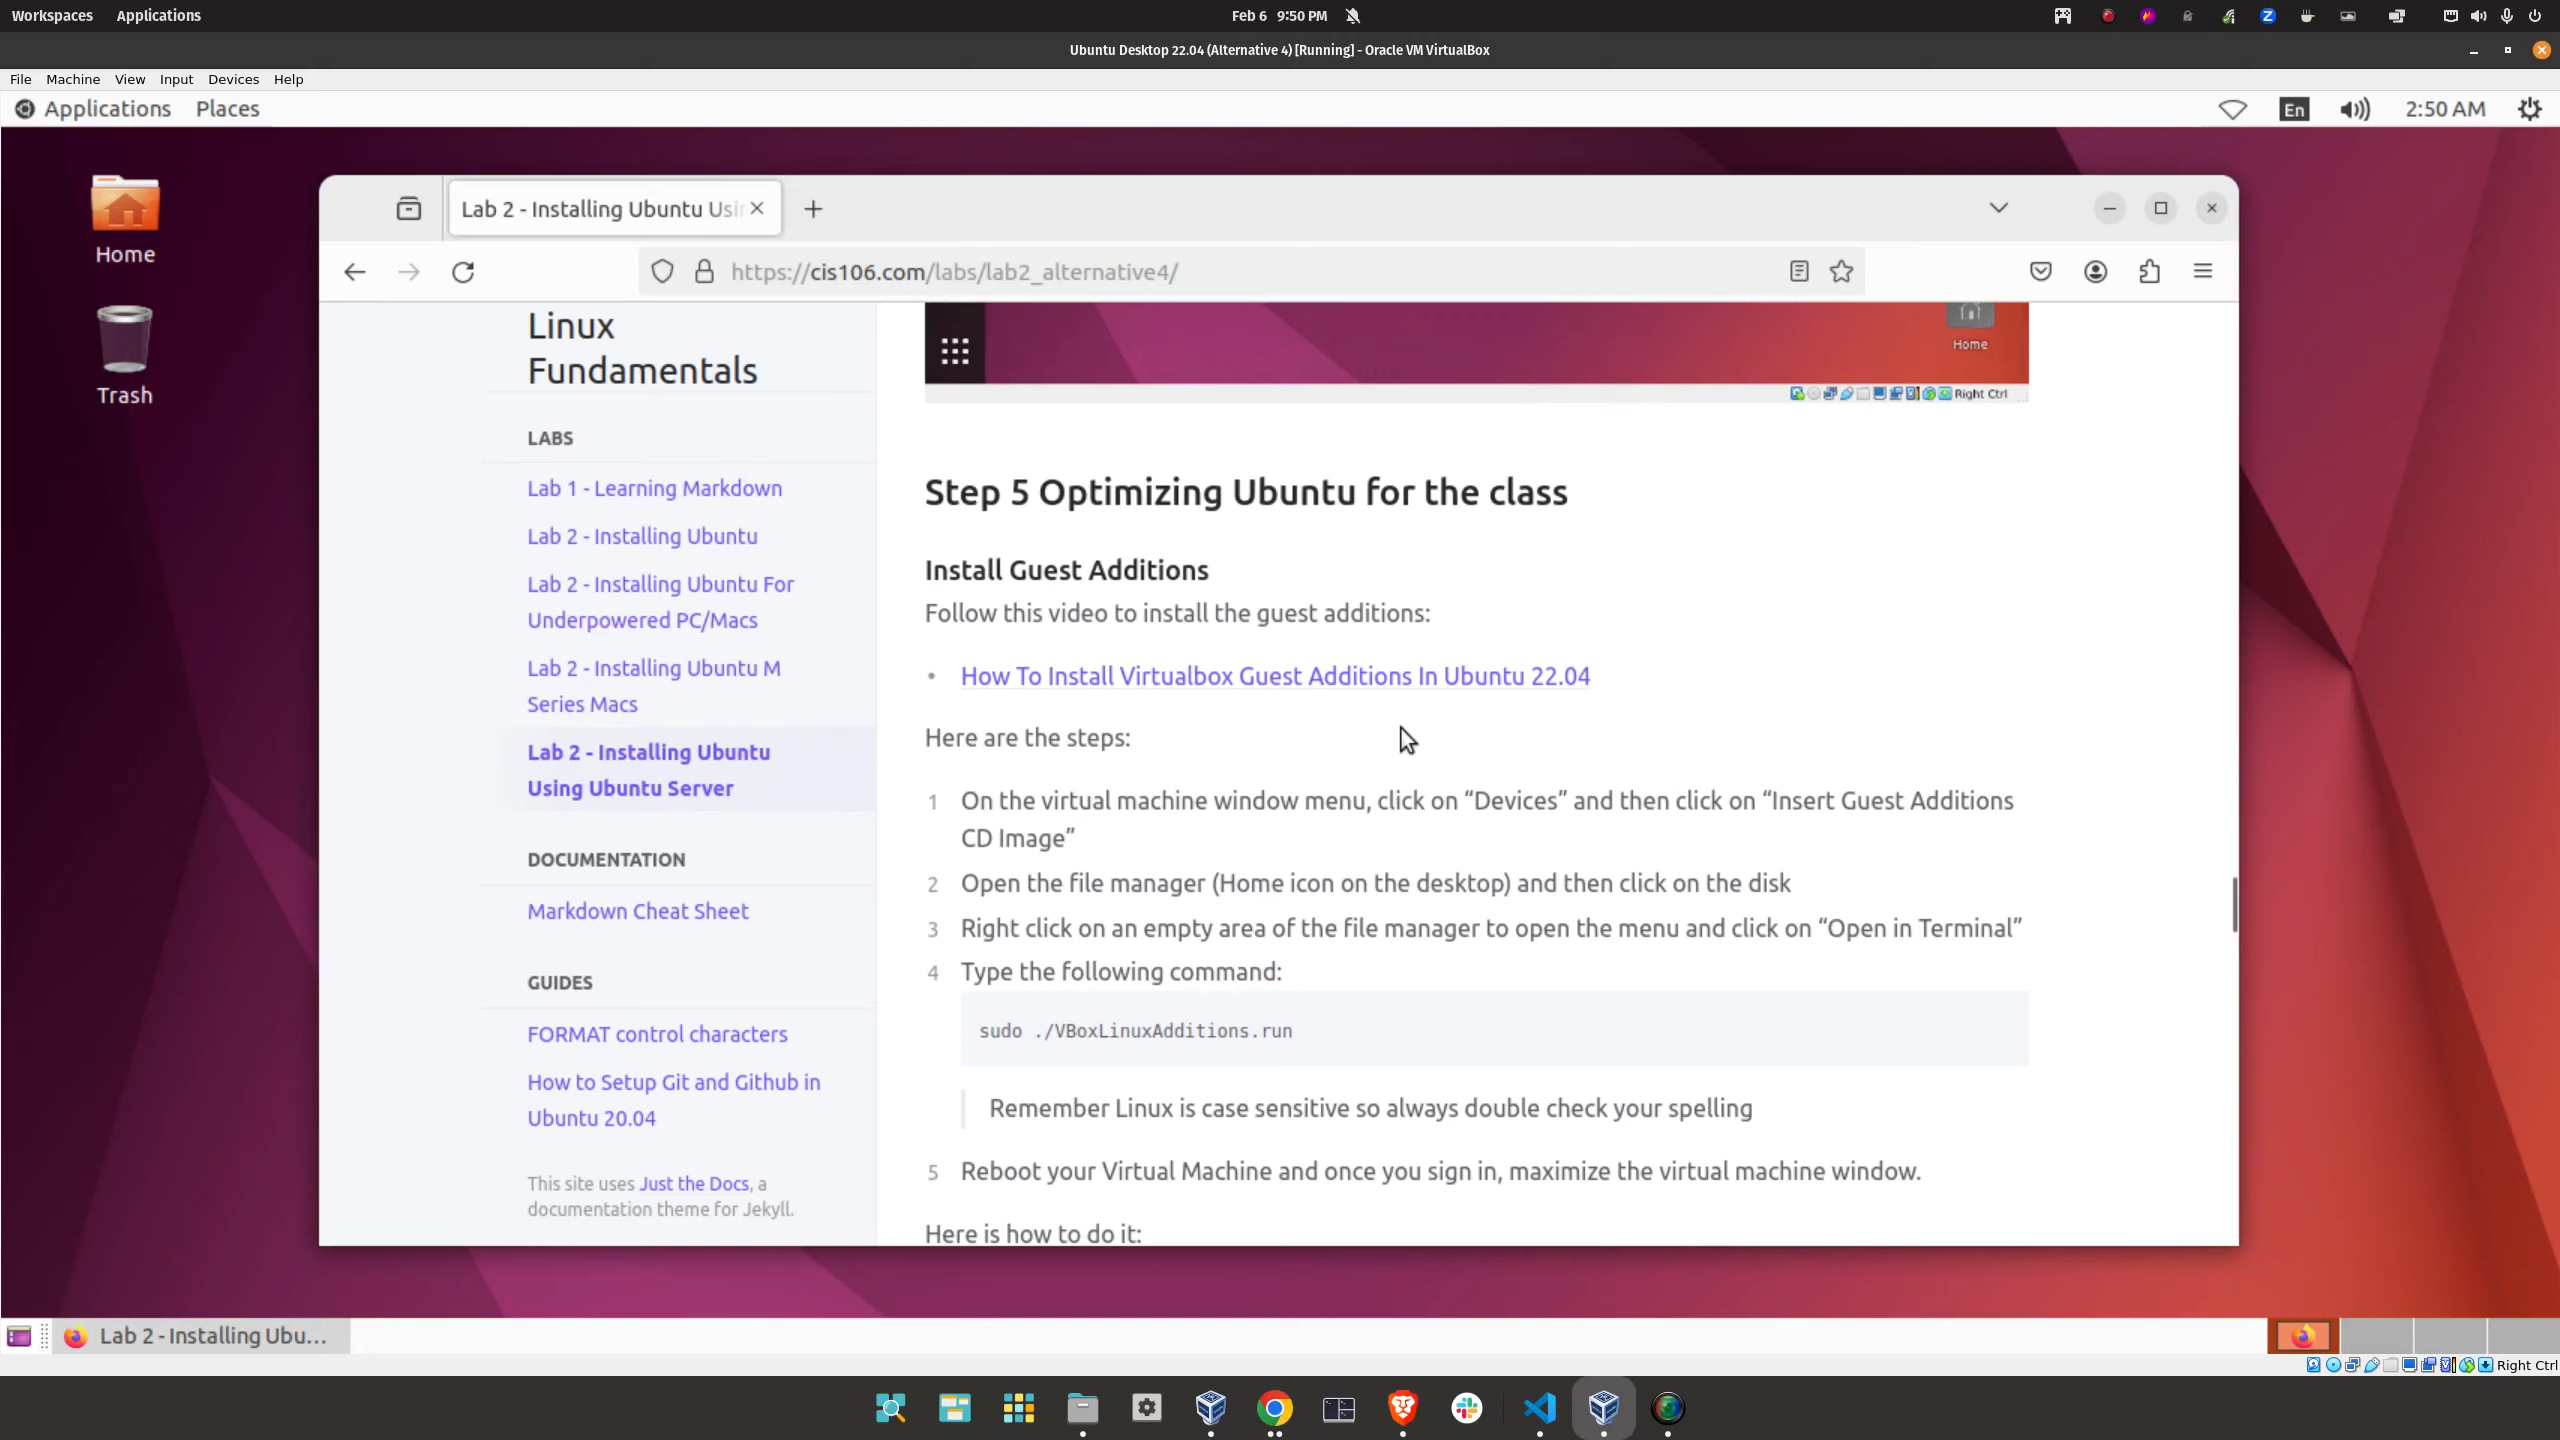 Workspaces Applications Feb 6 9:50 PM
Ubuntu Desktop 22.04 (Alternative 4) [Running] - Oracle VM VirtualBox
File Machine View Input Devices Help
Applications Places En 2:50 AM
Home
Trash
Lab 2 - Installing Ubuntu Usi
https://cis106.com/labs/lab2_alternative4/
Linux
Fundamentals
LABS
Lab 1 - Learning Markdown
Lab 2 - Installing Ubuntu
Lab 2 - Installing Ubuntu For
Underpowered PC/Macs
Lab 2 - Installing Ubuntu M
Series Macs
Lab 2 - Installing Ubuntu
Using Ubuntu Server
DOCUMENTATION
Markdown Cheat Sheet
GUIDES
FORMAT control characters
How to Setup Git and Github in
Ubuntu 20.04
This site uses Just the Docs, a
documentation theme for Jekyll.
Home
Right Ctrl
Step 5 Optimizing Ubuntu for the class
Install Guest Additions
Follow this video to install the guest additions:
• How To Install Virtualbox Guest Additions In Ubuntu 22.04
Here are the steps:
1 On the virtual machine window menu, click on “Devices” and then click on “Insert Guest Additions
CD Image”
2 Open the file manager (Home icon on the desktop) and then click on the disk
3 Right click on an empty area of the file manager to open the menu and click on “Open in Terminal”
4 Type the following command:
sudo ./VBoxLinuxAdditions.run
Remember Linux is case sensitive so always double check your spelling
5 Reboot your Virtual Machine and once you sign in, maximize the virtual machine window.
Here is how to do it:
Lab 2 - Installing Ubu...
Right Ctrl